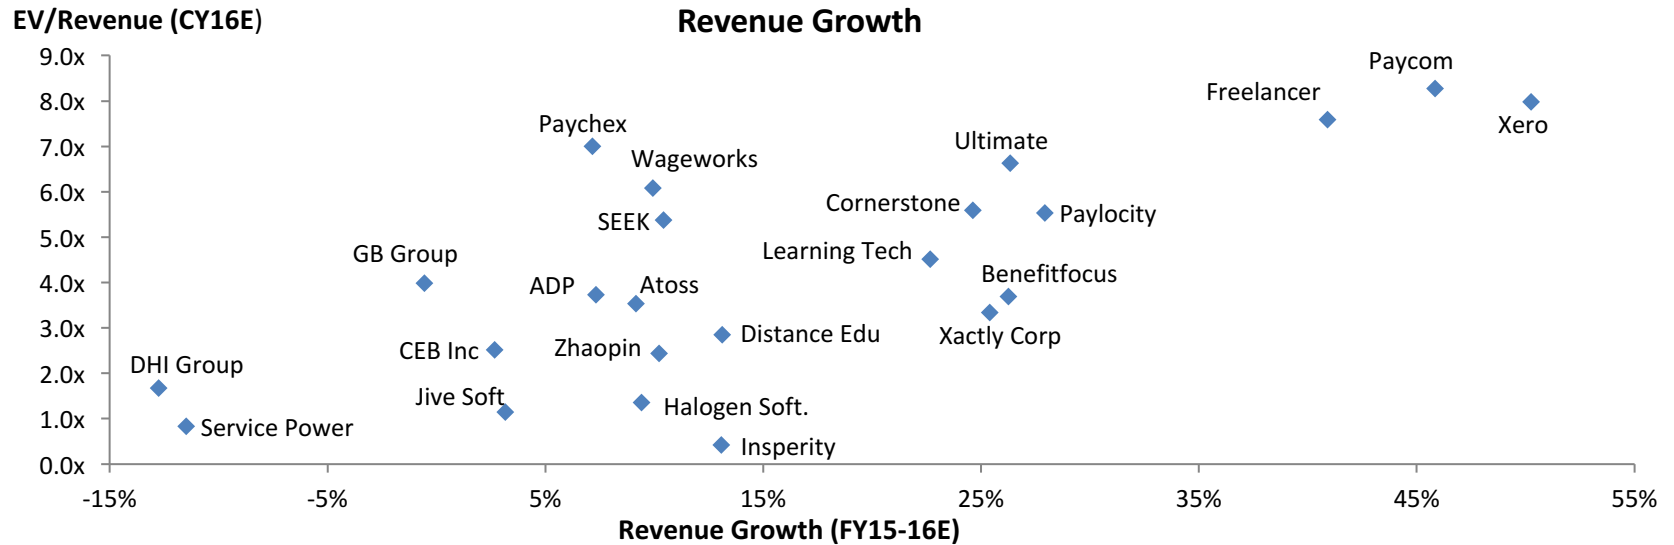 EV/Revenue (CY16E)
Revenue Growth
9.0x
8.0x
7.0x
6.0x
5.0x
4.0x
3.0x
2.0x
1.0x
0.0x
Paycom
Freelancer
Xero
Paychex
Ultimate
Wageworks
Cornerstone
Paylocity
SEEK
Learning Tech
GB Group
Benefitfocus
ADP
Atoss
Distance Edu
Xactly Corp
CEB Inc
Zhaopin
DHI Group
Jive Soft
Halogen Soft.
Service Power
Insperity
-15%
-5%
5%
15%
25%
35%
45%
55%
Revenue Growth (FY15-16E)